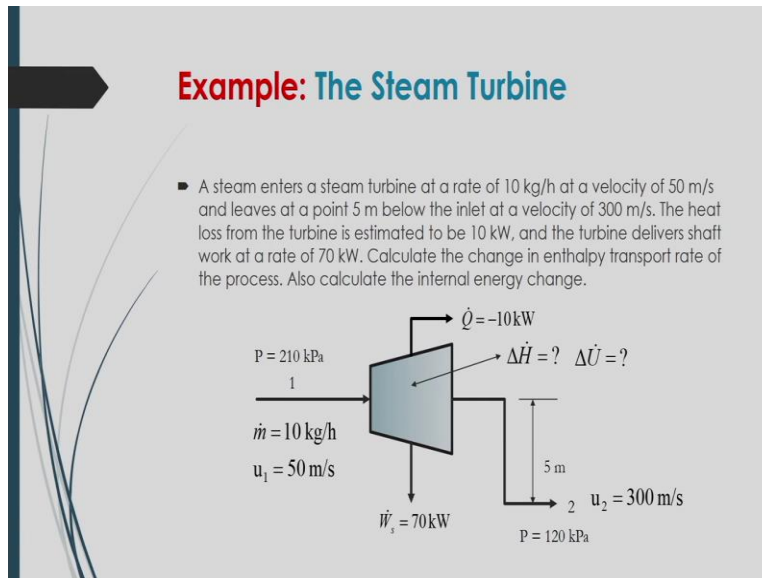 Example: The Steam Turbine
A steam enters a steam turbine at a rate of 10 kg/h at a velocity of 50 m/s
and leaves at a point 5 m below the inlet at a velocity of 300 m/s. The heat
loss from the turbine is estimated to be 10 kW, and the turbine delivers shaft
work at a rate of 70 kW. Calculate the change in enthalpy transport rate of
the process. Also calculate the internal energy change.
Q̇ = −10 kW
P = 210 kPa
ΔḢ = ? ΔU̇ = ?
1
ṁ = 10 kg/h
u₁ = 50 m/s
5 m
2 u₂ = 300 m/s
Ẇₛ = 70 kW
P = 120 kPa